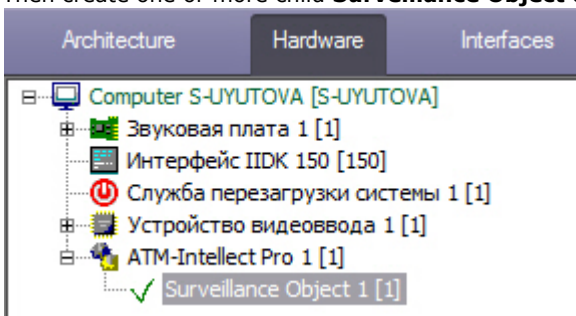 Then create one or more child Surveillance Object
Architecture Hardware Interfaces
Computer S-UYUTOVA [S-UYUTOVA]
Звуковая плата 1 [1]
Интерфейс IIDK 150 [150]
Служба перезагрузки системы 1 [1]
Устройство видеоввода 1 [1]
ATM-Intellect Pro 1 [1]
Surveillance Object 1 [1]